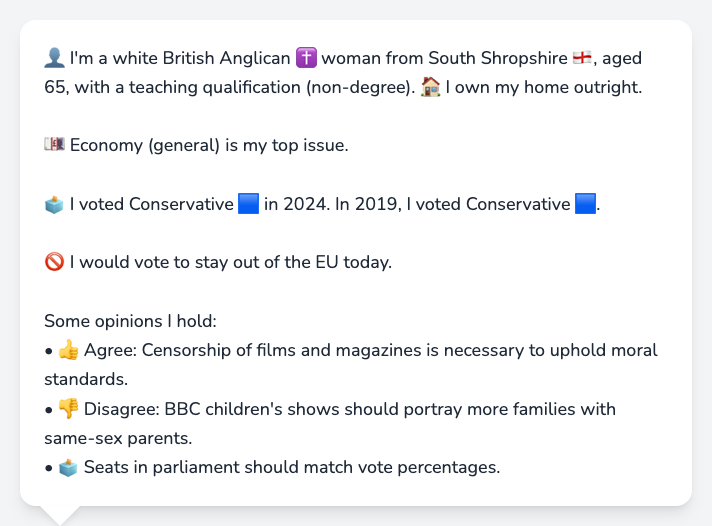 👤 I'm a white British Anglican ✝️ woman from South Shropshire 🏴󠁧󠁢󠁥󠁮󠁧󠁿, aged
65, with a teaching qualification (non-degree). 🏠 I own my home outright.
💷 Economy (general) is my top issue.
🗳️ I voted Conservative 🟦 in 2024. In 2019, I voted Conservative 🟦.
🚫 I would vote to stay out of the EU today.
Some opinions I hold:
• 👍 Agree: Censorship of films and magazines is necessary to uphold moral
standards.
• 👎 Disagree: BBC children's shows should portray more families with
same-sex parents.
• 🗳️ Seats in parliament should match vote percentages.